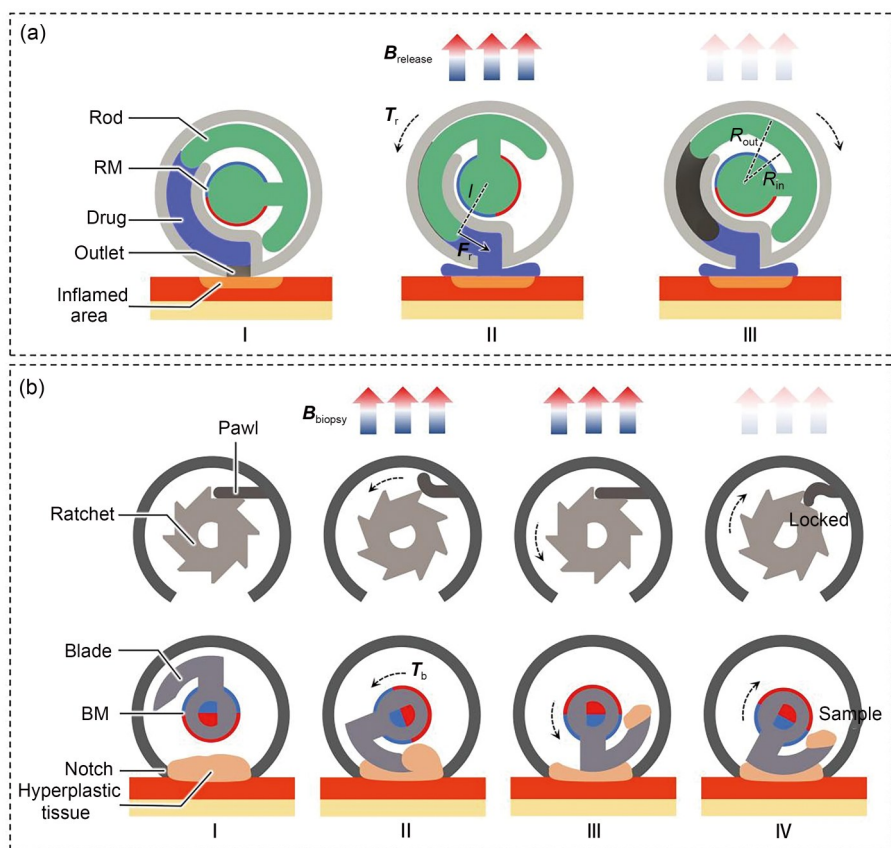 (a)
B release
Rod
RM
Drug
Outlet
Inflamed
area
T r
l
F r
R out
R in
I
II
III
(b)
B biopsy
Pawl
Ratchet
Locked
Blade
BM
T b
Sample
Notch
Hyperplastic
tissue
I
II
III
IV